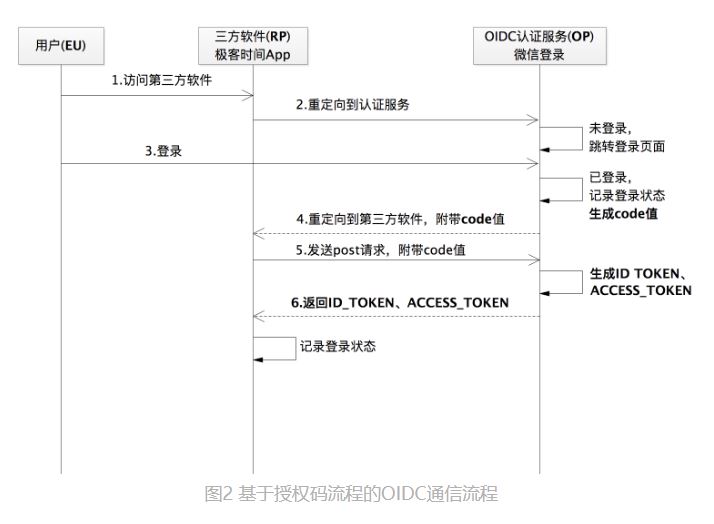 用户(EU)
三方软件(RP)
极客时间App
OIDC认证服务(OP)
微信登录
1.访问第三方软件
2.重定向到认证服务
未登录，
跳转登录页面
3.登录
已登录，
记录登录状态
生成code值
4.重定向到第三方软件，附带code值
5.发送post请求，附带code值
生成ID TOKEN、
ACCESS_TOKEN
6.返回ID_TOKEN、ACCESS_TOKEN
记录登录状态
图2 基于授权码流程的OIDC通信流程